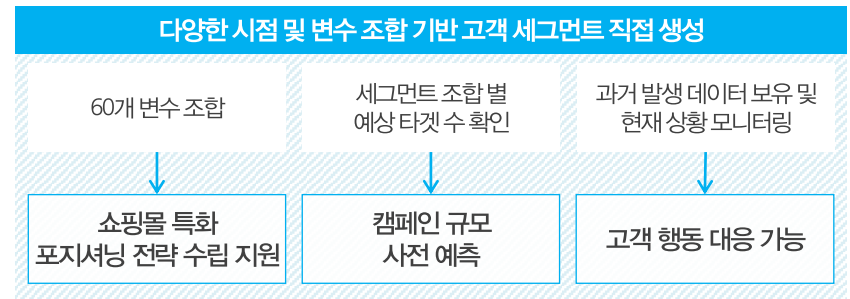 다양한 시점 및 변수 조합 기반 고객 세그먼트 직접 생성
60개 변수 조합
세그먼트 조합 별
예상 타겟 수 확인
과거 발생 데이터 보유 및
현재 상황 모니터링
쇼핑몰 특화
포지셔닝 전략 수립 지원
캠페인 규모
사전 예측
고객 행동 대응 가능